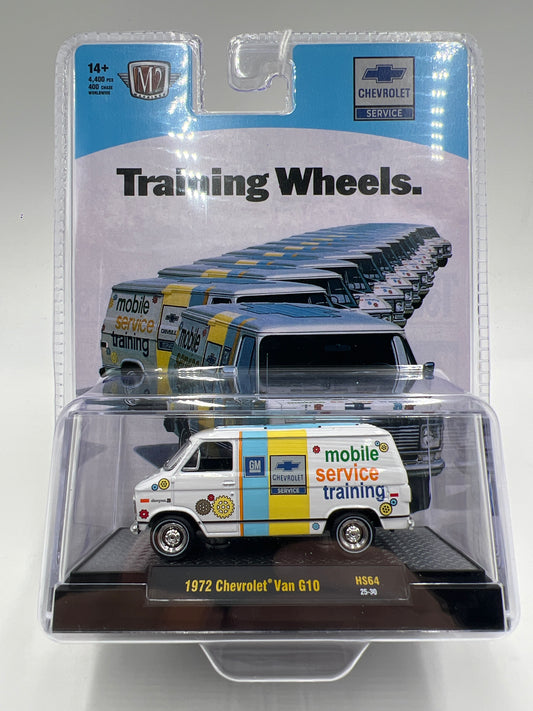 14+
4,400 PCS
400 CHASE
WORLDWIDE
M2
CHEVROLET
SERVICE
Training Wheels.
mobile
service
training
mobile
GM
CHEVROLET
SERVICE
mobile
service
training
1972 Chevrolet® Van G10
HS64
25-30